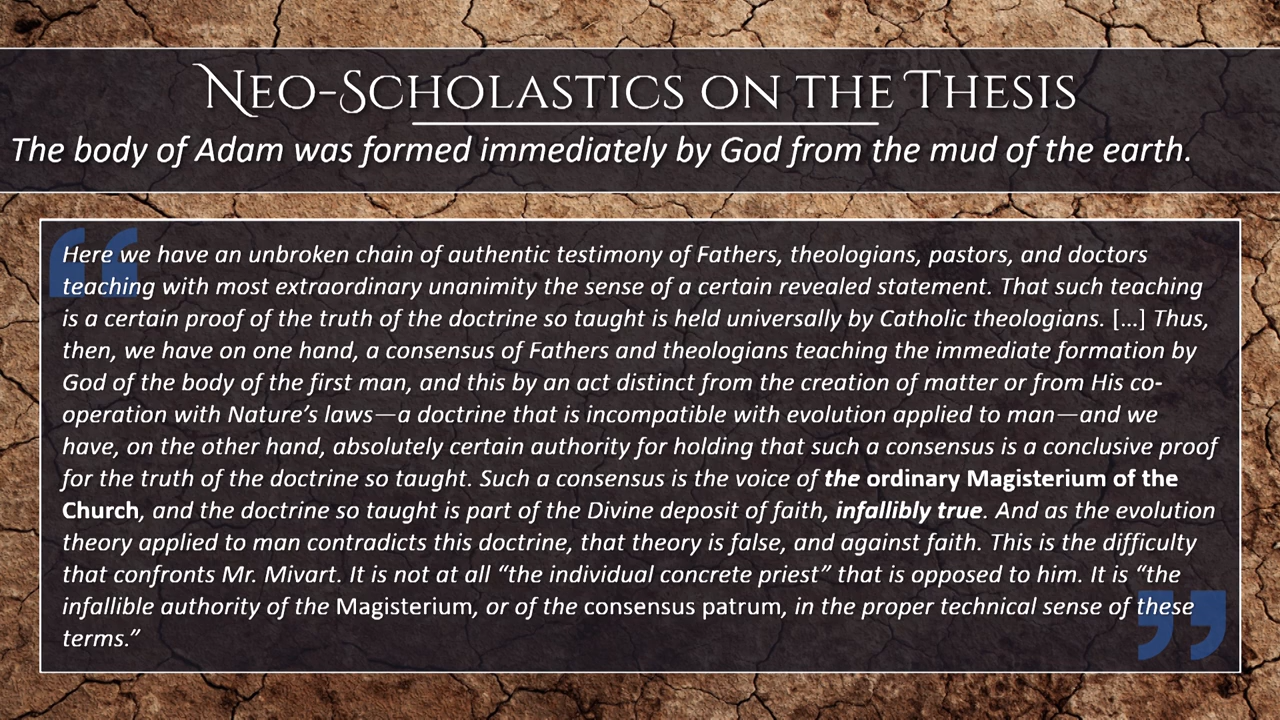 Neo-Scholastics on the Thesis
The body of Adam was formed immediately by God from the mud of the earth.
“
Here we have an unbroken chain of authentic testimony of Fathers, theologians, pastors, and doctors
teaching with most extraordinary unanimity the sense of a certain revealed statement. That such teaching
is a certain proof of the truth of the doctrine so taught is held universally by Catholic theologians. […] Thus,
then, we have on one hand, a consensus of Fathers and theologians teaching the immediate formation by
God of the body of the first man, and this by an act distinct from the creation of matter or from His co-
operation with Nature’s laws—a doctrine that is incompatible with evolution applied to man—and we
have, on the other hand, absolutely certain authority for holding that such a consensus is a conclusive proof
for the truth of the doctrine so taught. Such a consensus is the voice of the ordinary Magisterium of the
Church, and the doctrine so taught is part of the Divine deposit of faith, infallibly true. And as the evolution
theory applied to man contradicts this doctrine, that theory is false, and against faith. This is the difficulty
that confronts Mr. Mivart. It is not at all “the individual concrete priest” that is opposed to him. It is “the
infallible authority of the Magisterium, or of the consensus patrum, in the proper technical sense of these
terms.”
”